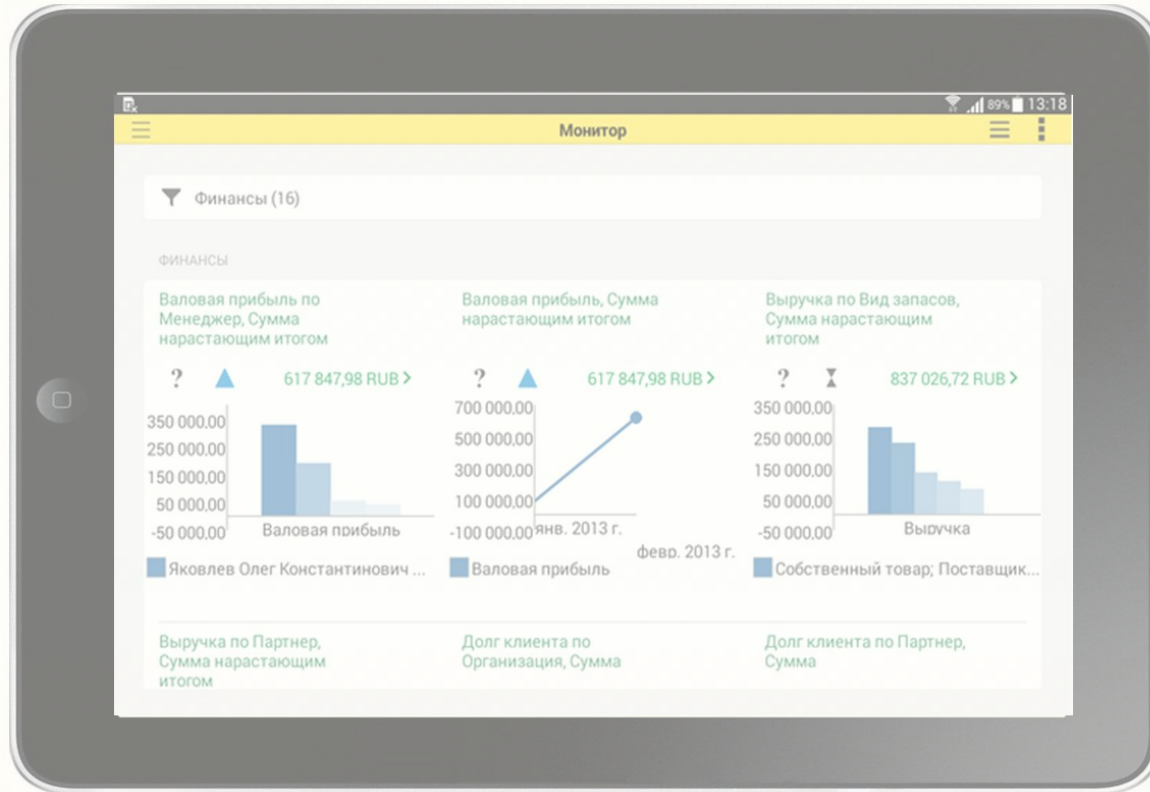 89% 13:18
Монитор
Финансы (16)
ФИНАНСЫ
Валовая прибыль по
Менеджер, Сумма
нарастающим итогом
? 617 847,98 RUB >
350 000.00
250 000.00
150 000.00
50 000.00
-50 000.00
Валовая прибыль
Яковлев Олег Константинович ...
Валовая прибыль, Сумма
нарастающим итогом
? 617 847,98 RUB >
700 000.00
500 000.00
300 000.00
100 000.00
-100 000.00
янв. 2013 г.
февр. 2013 г.
Валовая прибыль
Выручка по Вид запасов,
Сумма нарастающим
итогом
? 837 026,72 RUB >
350 000.00
250 000.00
150 000.00
50 000.00
-50 000.00
Выручка
Собственный товар; Поставщик...
Выручка по Партнер,
Сумма нарастающим
итогом
Долг клиента по
Организация, Сумма
Долг клиента по Партнер,
Сумма